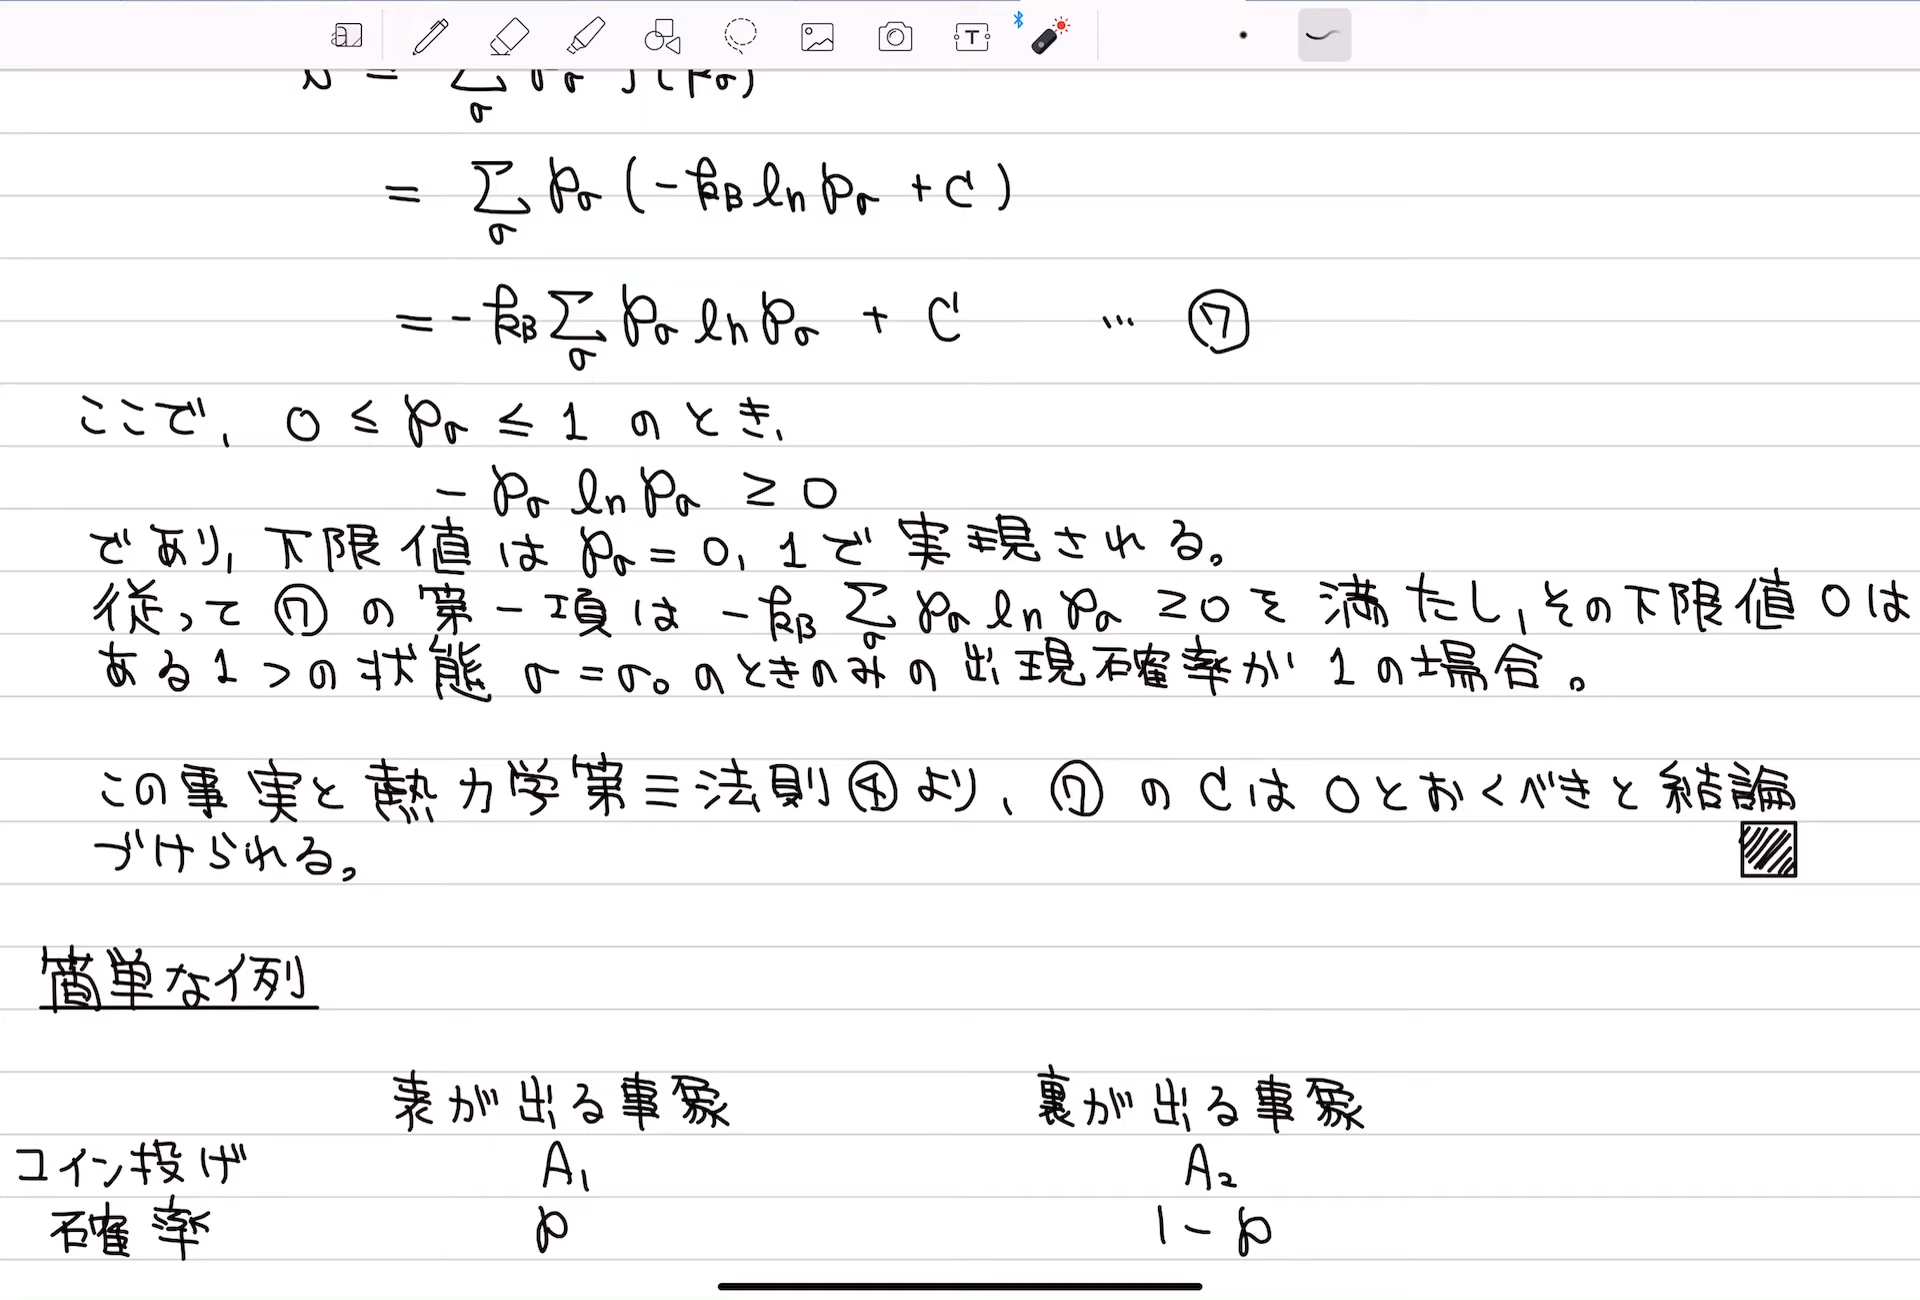 = Σ_σ p_σ (-k_B ln p_σ + C)
= -k_B Σ_σ p_σ ln p_σ + C … ⑦
ここで, 0 ≤ p_σ ≤ 1 のとき,
- p_σ ln p_σ ≥ 0
であり, 下限値は p_σ = 0, 1 で実現される。
従って ⑦ の第一項は -k_B Σ_σ p_σ ln p_σ ≥ 0 を満たし, その下限値 0 は
ある1つの状態 σ = σ₀ のときのみの出現確率が 1 の場合。
この事実と熱力学第三法則④より, ⑦ の C は 0 とおくべきと結論
づけられる。
簡単な例
表が出る事象 裏が出る事象
コイン投げ A₁ A₂
確率 p 1 - p